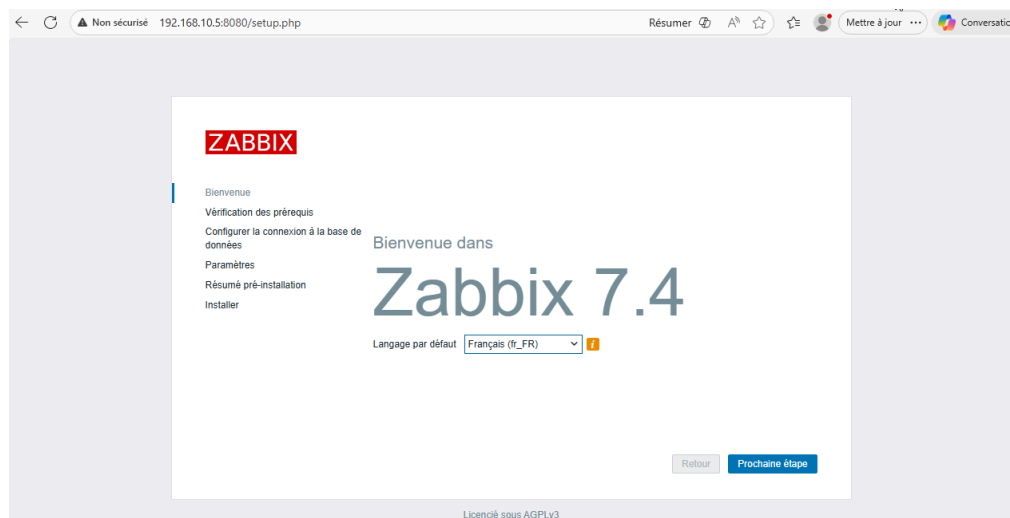 Non sécurisé 192.168.10.5:8080/setup.php Résumer Mettre à jour Conversatio
ZABBIX
Bienvenue
Vérification des prérequis
Configurer la connexion à la base de
données
Paramètres
Résumé pré-installation
Installer
Bienvenue dans
Zabbix 7.4
Langage par défaut Français (fr_FR) i
Retour Prochaine étape
Licencié sous AGPLv3